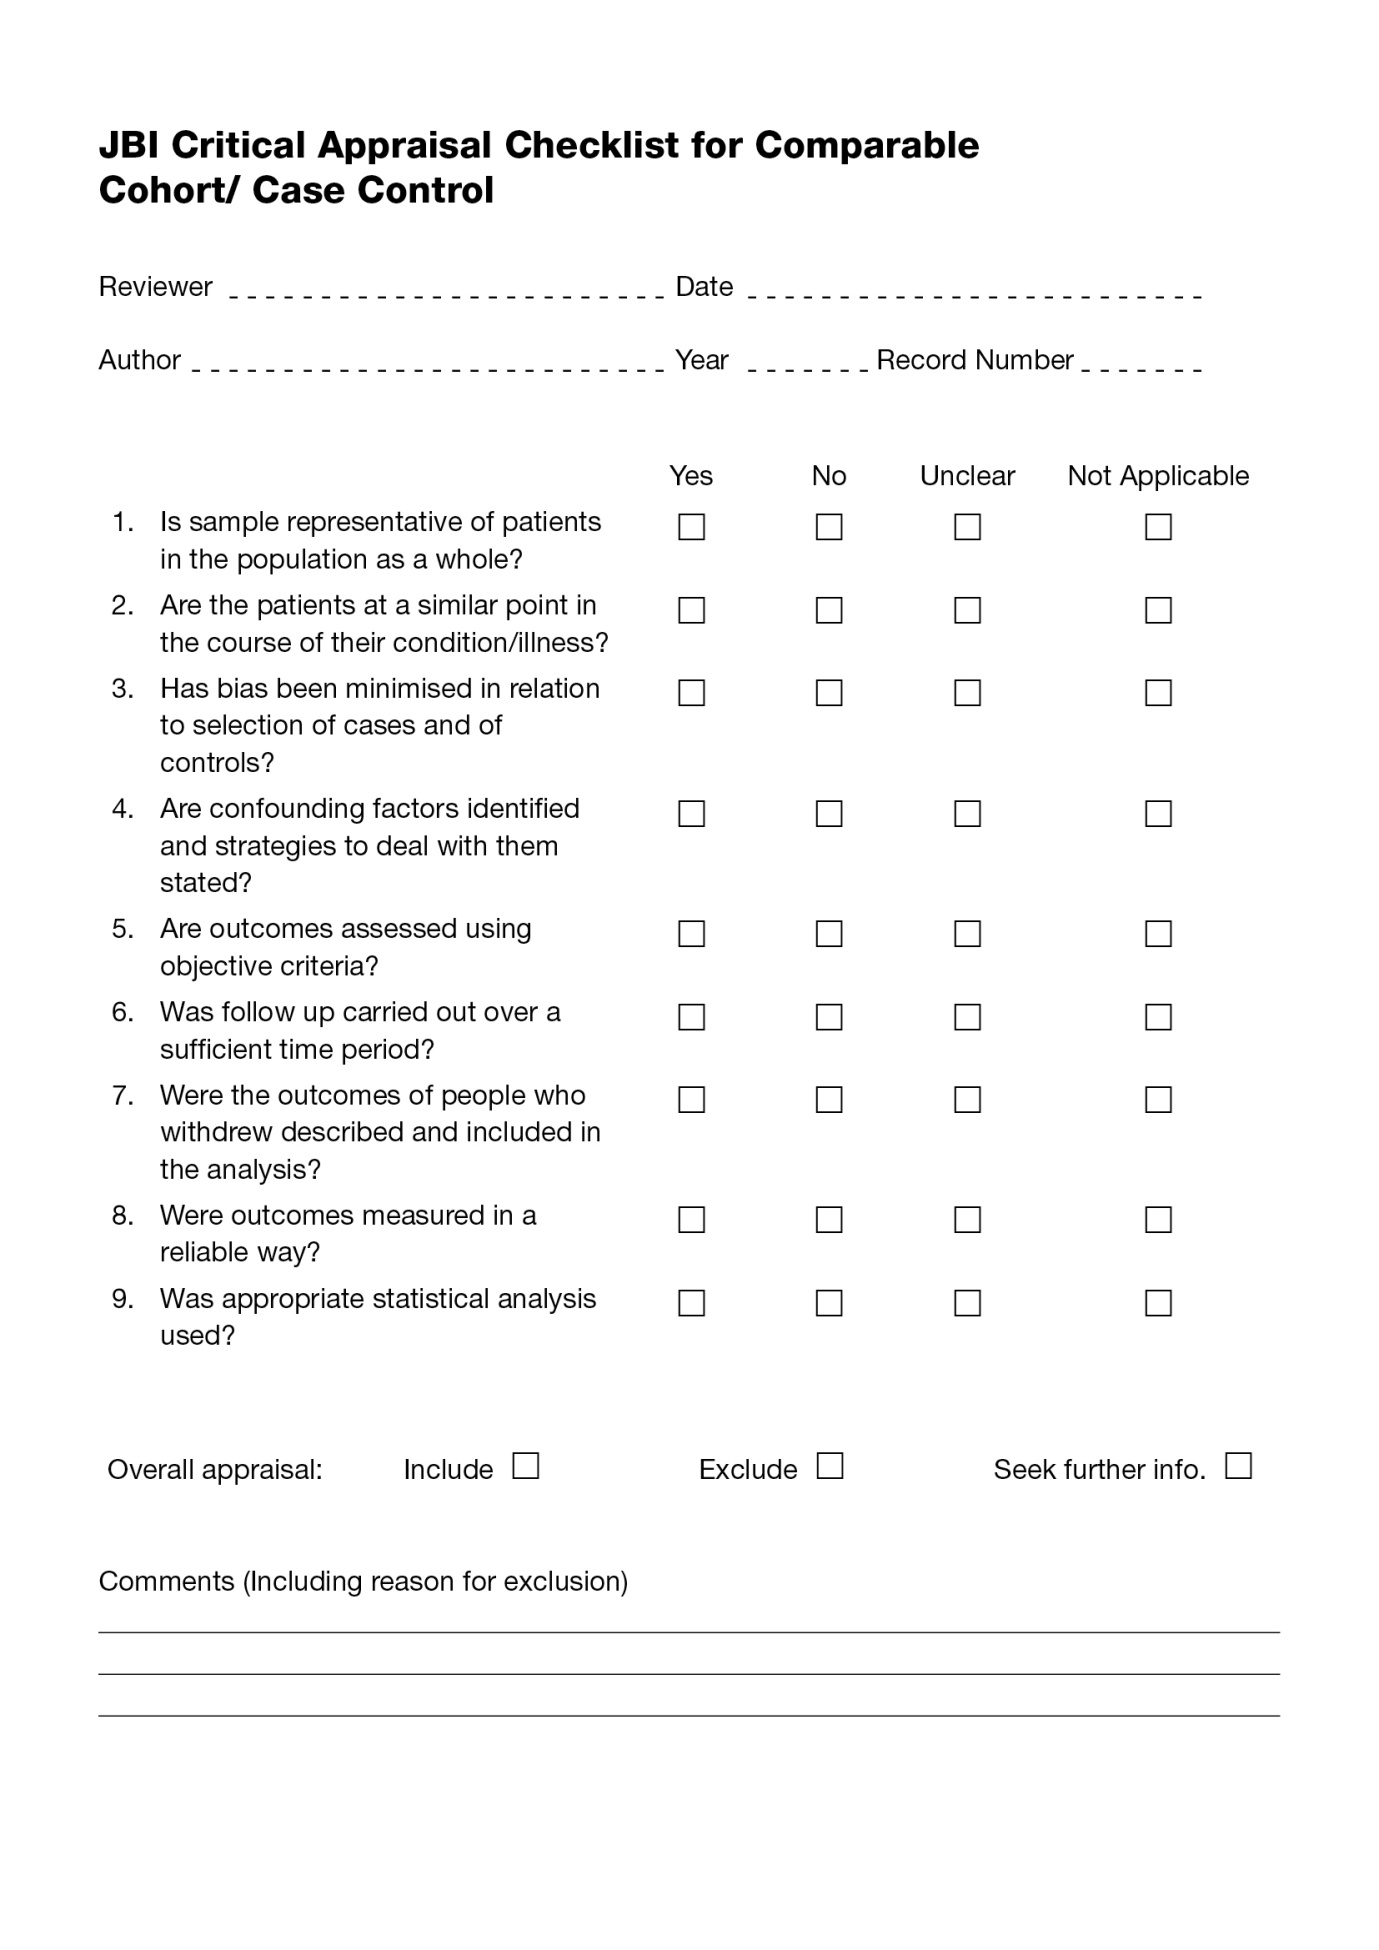 JBI Critical Appraisal Checklist for Comparable
Cohort/ Case Control
Reviewer _ _ _ _ _ _ _ _ _ _ _ _ _ _ _ _ _ _ _ _ _ _ _ _ Date _ _ _ _ _ _ _ _ _ _ _ _ _ _ _ _ _ _ _ _ _ _ _ _ _
Author _ _ _ _ _ _ _ _ _ _ _ _ _ _ _ _ _ _ _ _ _ _ _ _ _ _ Year _ _ _ _ _ _ _ Record Number _ _ _ _ _ _ _
Yes No Unclear Not Applicable
1. Is sample representative of patients ☐ ☐ ☐ ☐
in the population as a whole?
2. Are the patients at a similar point in ☐ ☐ ☐ ☐
the course of their condition/illness?
3. Has bias been minimised in relation ☐ ☐ ☐ ☐
to selection of cases and of
controls?
4. Are confounding factors identified ☐ ☐ ☐ ☐
and strategies to deal with them
stated?
5. Are outcomes assessed using ☐ ☐ ☐ ☐
objective criteria?
6. Was follow up carried out over a ☐ ☐ ☐ ☐
sufficient time period?
7. Were the outcomes of people who ☐ ☐ ☐ ☐
withdrew described and included in
the analysis?
8. Were outcomes measured in a ☐ ☐ ☐ ☐
reliable way?
9. Was appropriate statistical analysis ☐ ☐ ☐ ☐
used?
Overall appraisal: Include ☐ Exclude ☐ Seek further info. ☐
Comments (Including reason for exclusion)